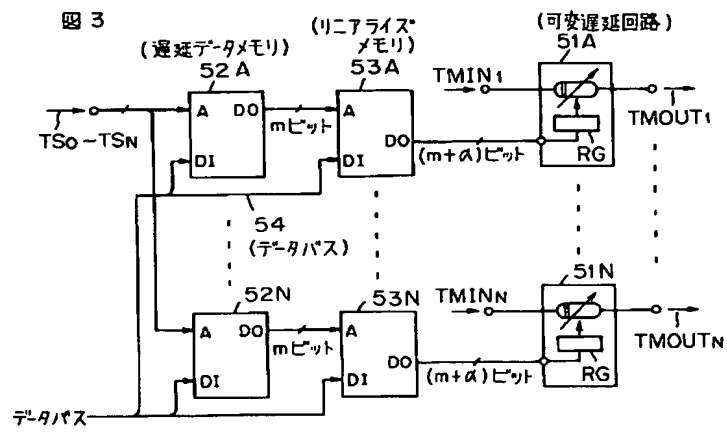 図 3
(遅延データメモリ)
52A
(リニアライズ
メモリ)
53A
(可変遅延回路)
51A
TS0 ~TSN
A
DO
DI
mビット
A
DO
DI
(m+α)ビット
TMIN1
RG
TMOUT1
54
(データバス)
52N
53N
51N
A
DO
DI
mビット
A
DO
DI
(m+α)ビット
TMINN
RG
TMOUTN
データバス